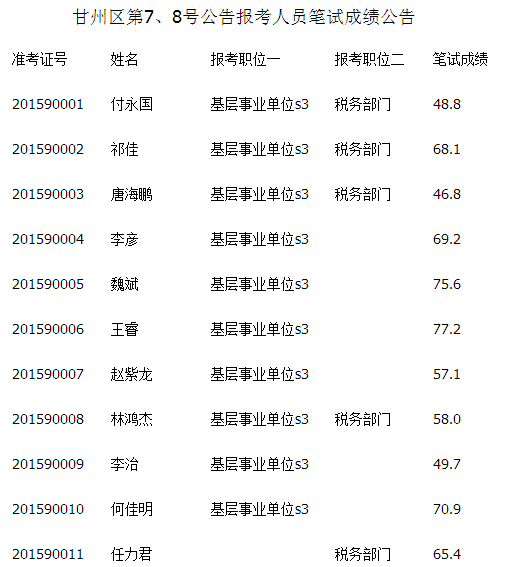 甘州区第7、8号公告报考人员笔试成绩公告
准考证号 姓名 报考职位一 报考职位二 笔试成绩
201590001 付永国 基层事业单位s3 税务部门 48.8
201590002 祁佳 基层事业单位s3 税务部门 68.1
201590003 唐海鹏 基层事业单位s3 税务部门 46.8
201590004 李彦 基层事业单位s3 69.2
201590005 魏斌 基层事业单位s3 75.6
201590006 王睿 基层事业单位s3 77.2
201590007 赵紫龙 基层事业单位s3 57.1
201590008 林鸿杰 基层事业单位s3 税务部门 58.0
201590009 李治 基层事业单位s3 49.7
201590010 何佳明 基层事业单位s3 70.9
201590011 任力君 税务部门 65.4